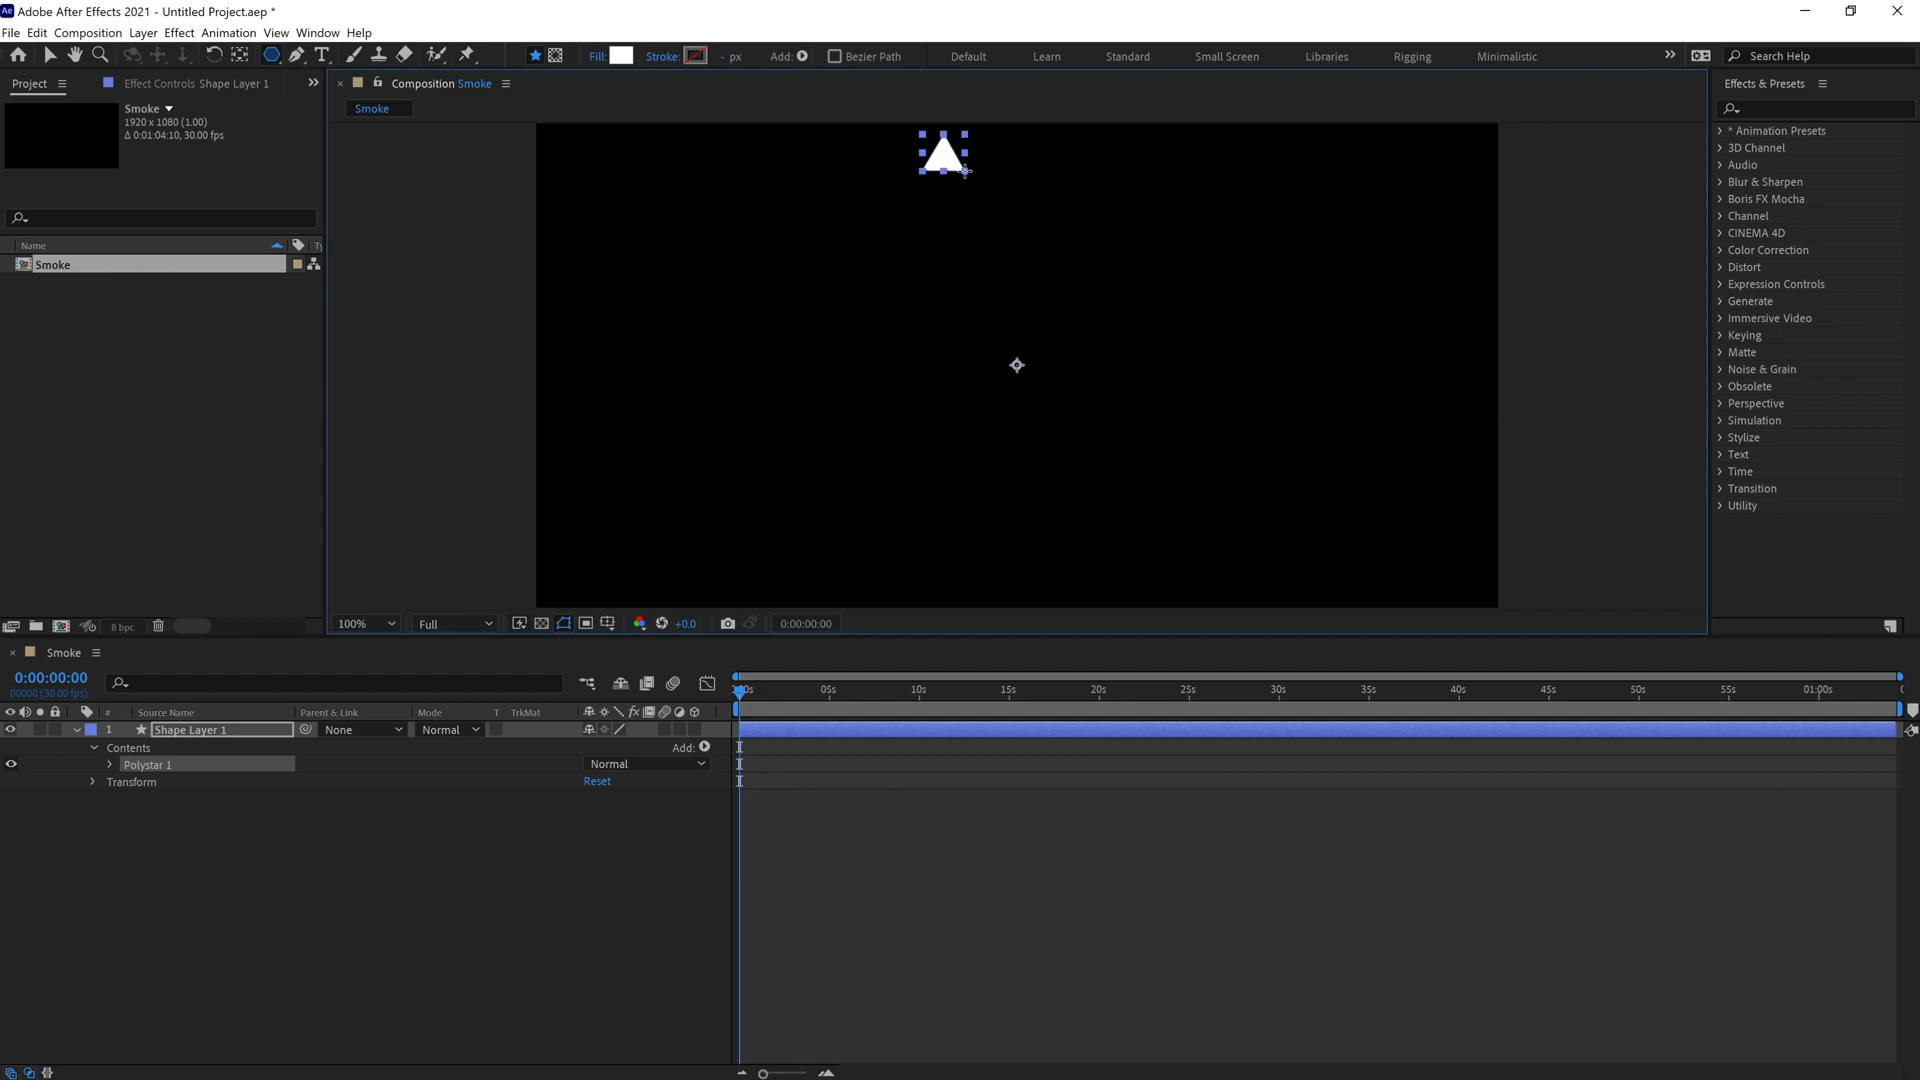 Ae Adobe After Effects 2021 - Untitled Project.aep *
File Edit Composition Layer Effect Animation View Window Help
Fill: Stroke: - px Add: Bezier Path Default Learn Standard Small Screen Libraries Rigging Minimalistic Search Help
Project Effect Controls Shape Layer 1
Composition Smoke
Effects & Presets
Smoke
1920 x 1080 (1.00)
Δ 0:01:04:10, 30.00 fps
Smoke
Name Ty
Smoke
* Animation Presets
3D Channel
Audio
Blur & Sharpen
Boris FX Mocha
Channel
CINEMA 4D
Color Correction
Distort
Expression Controls
Generate
Immersive Video
Keying
Matte
Noise & Grain
Obsolete
Perspective
Simulation
Stylize
Text
Time
Transition
Utility
8 bpc
100% Full +0.0 0:00:00:00
Smoke
0:00:00:00
00000 (30.00 fps)
05s 10s 15s 20s 25s 30s 35s 40s 45s 50s 55s 01:00s
# Source Name Parent & Link Mode T TrkMat fx
1 Shape Layer 1 None Normal
Contents Add:
Polystar 1 Normal
Transform Reset